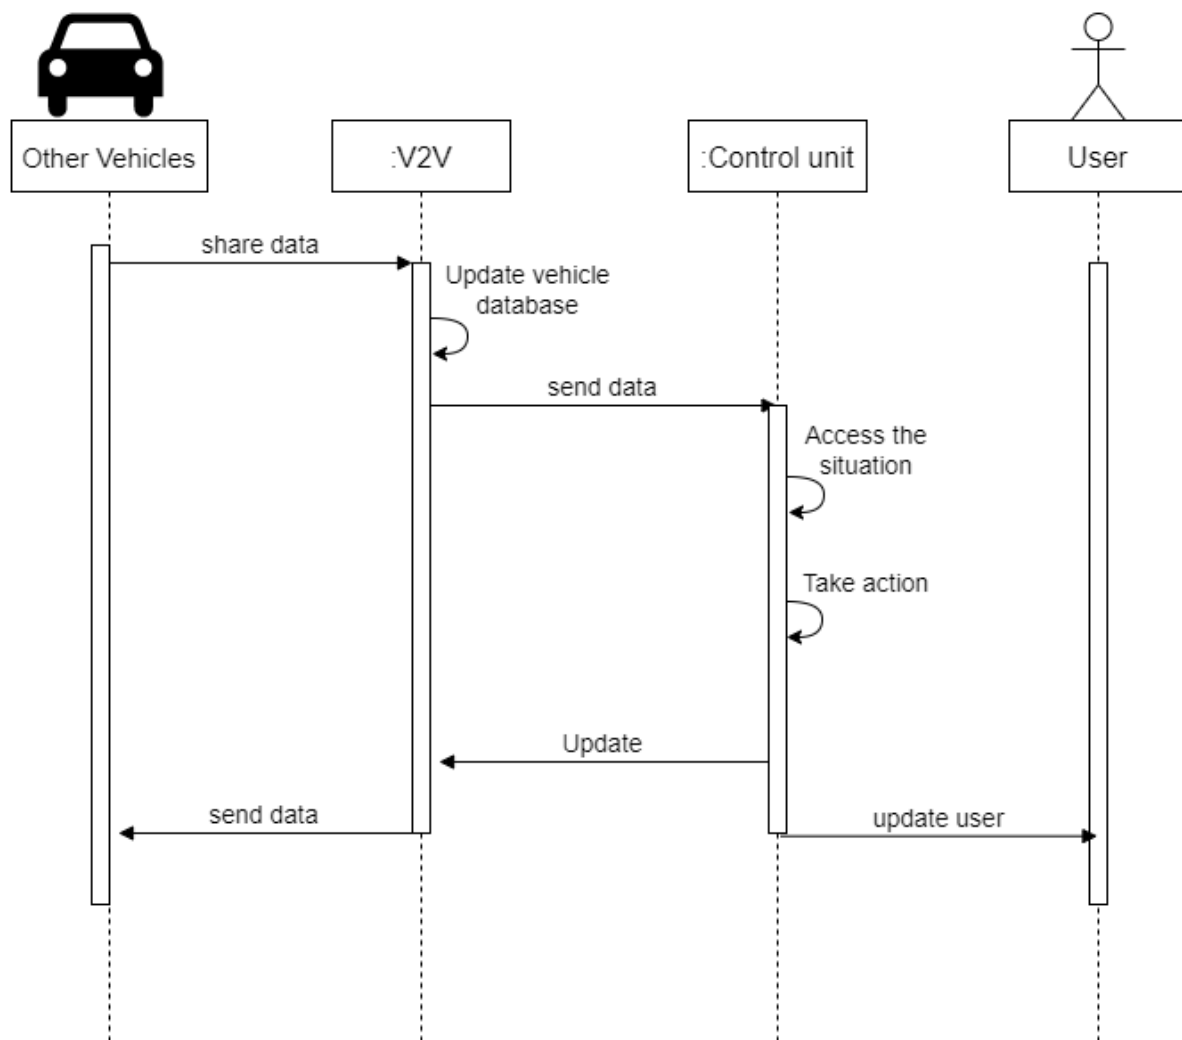 Other Vehicles
:V2V
:Control unit
User
share data
Update vehicle
database
send data
Access the
situation
Take action
Update
send data
update user